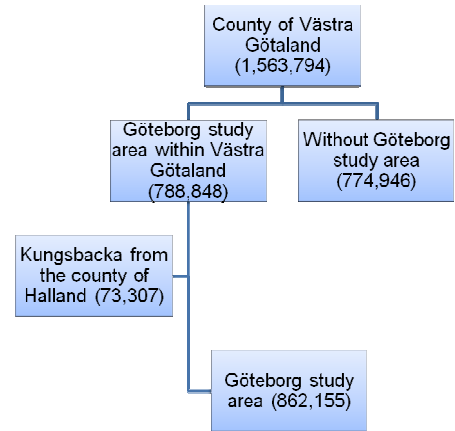 County of Västra
Götaland
(1,563,794)
Göteborg study
area within Västra
Götaland
(788,848)
Without Göteborg
study area
(774,946)
Kungsbacka from
the county of
Halland (73,307)
Göteborg study
area (862,155)